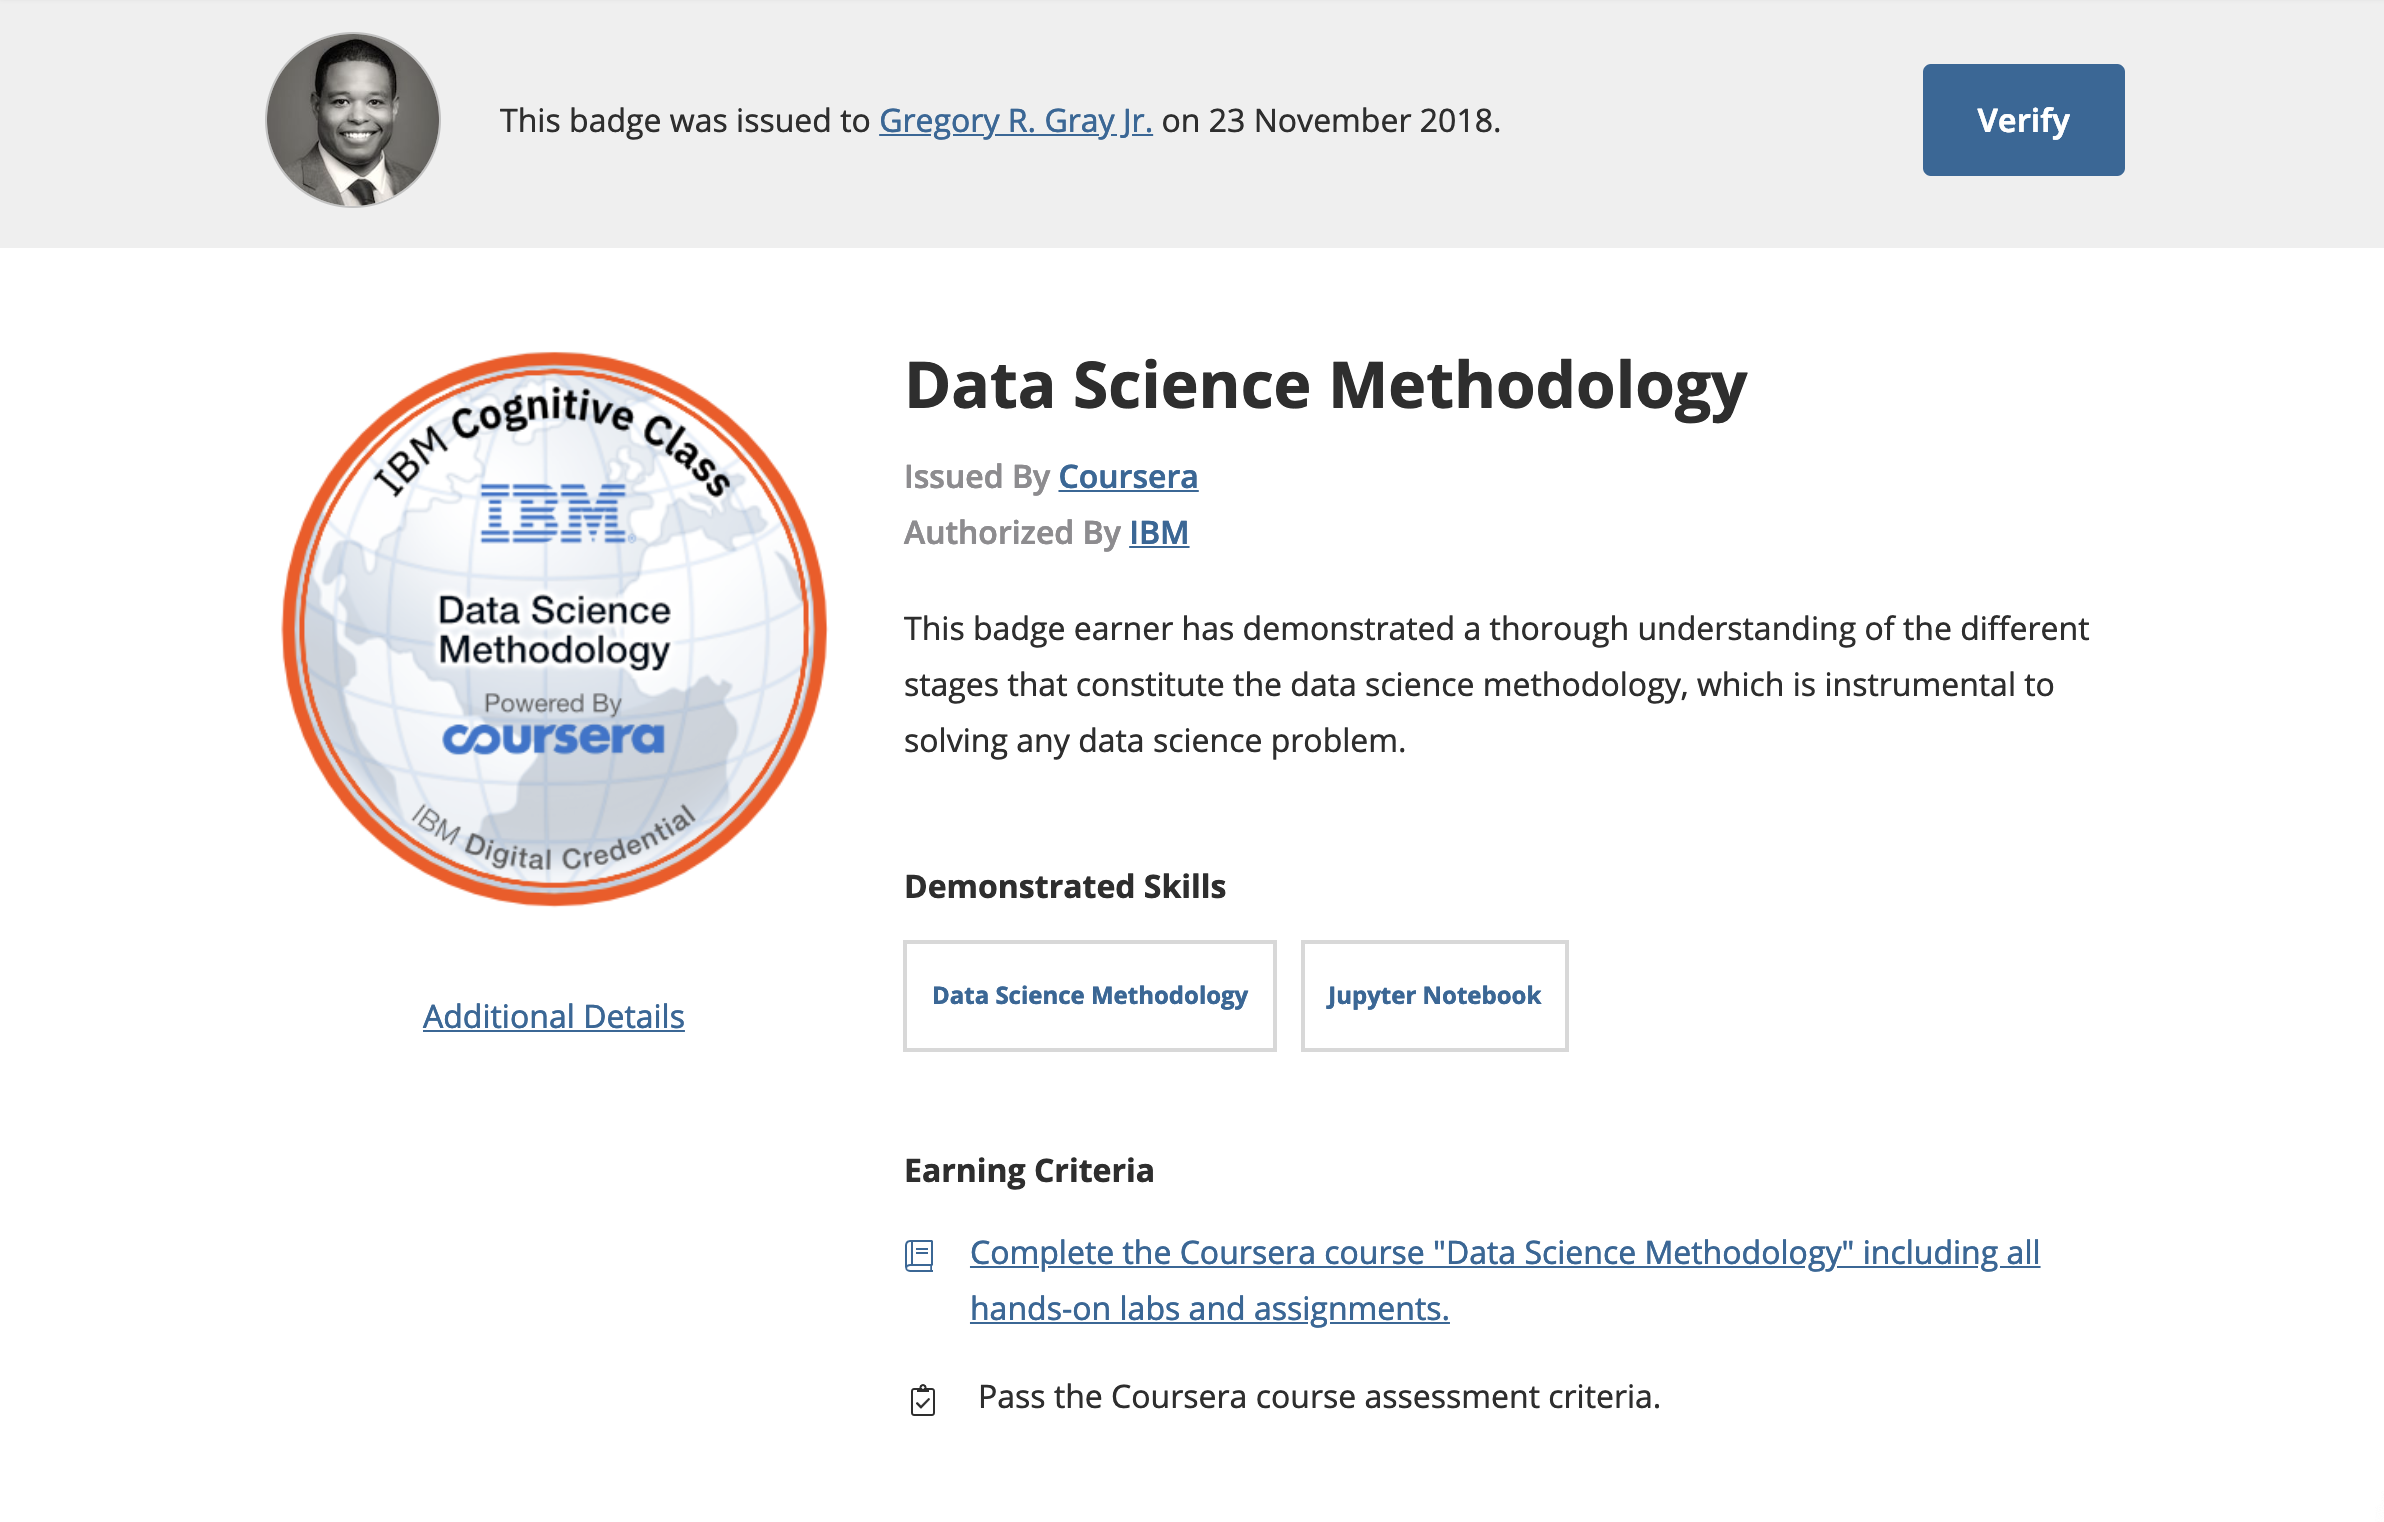 This badge was issued to Gregory R. Gray Jr. on 23 November 2018.
Verify
IBM Cognitive Class
IBM®
Data Science
Methodology
Powered By
coursera
IBM Digital Credential
Additional Details
Data Science Methodology
Issued By Coursera
Authorized By IBM
This badge earner has demonstrated a thorough understanding of the different
stages that constitute the data science methodology, which is instrumental to
solving any data science problem.
Demonstrated Skills
Data Science Methodology
Jupyter Notebook
Earning Criteria
Complete the Coursera course "Data Science Methodology" including all
hands-on labs and assignments.
Pass the Coursera course assessment criteria.